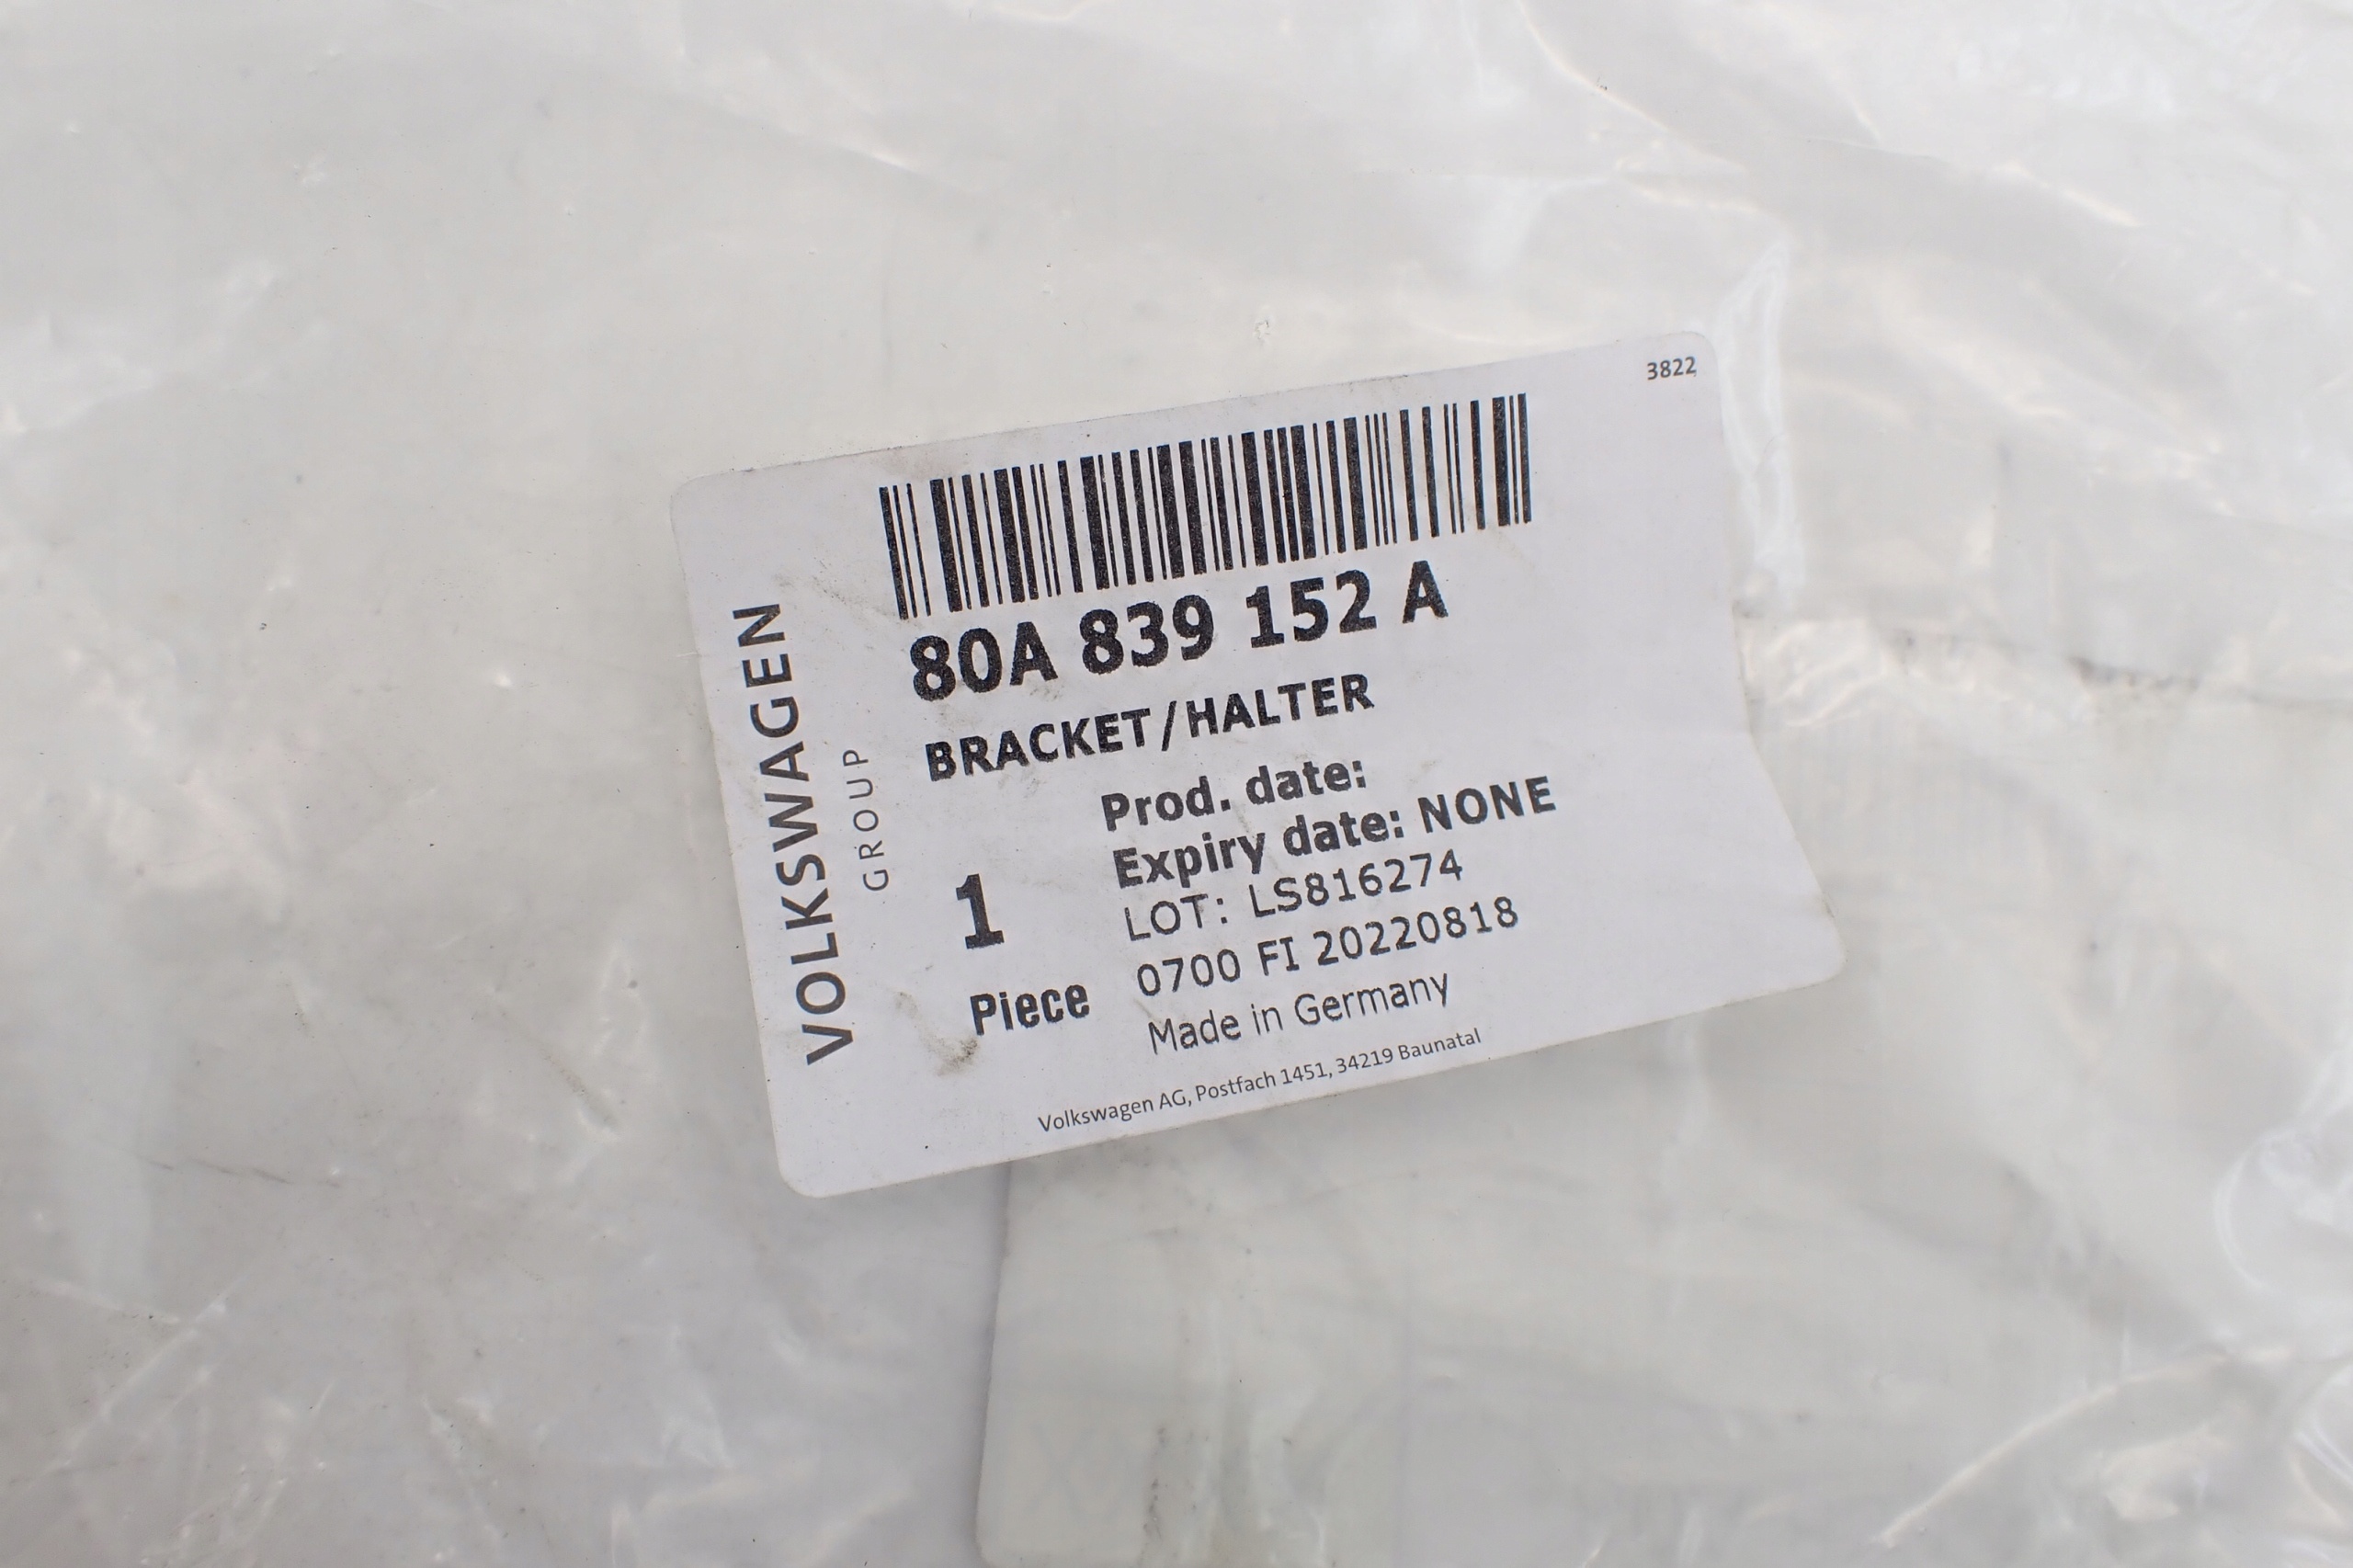 3822
80A 839 152 A
BRACKET/HALTER
Prod. date:
Expiry date: NONE
LOT: LS816274
0700 FI 20220818
Made in Germany
1
Piece
VOLKSWAGEN
GROUP
Volkswagen AG, Postfach 1451, 34219 Baunatal